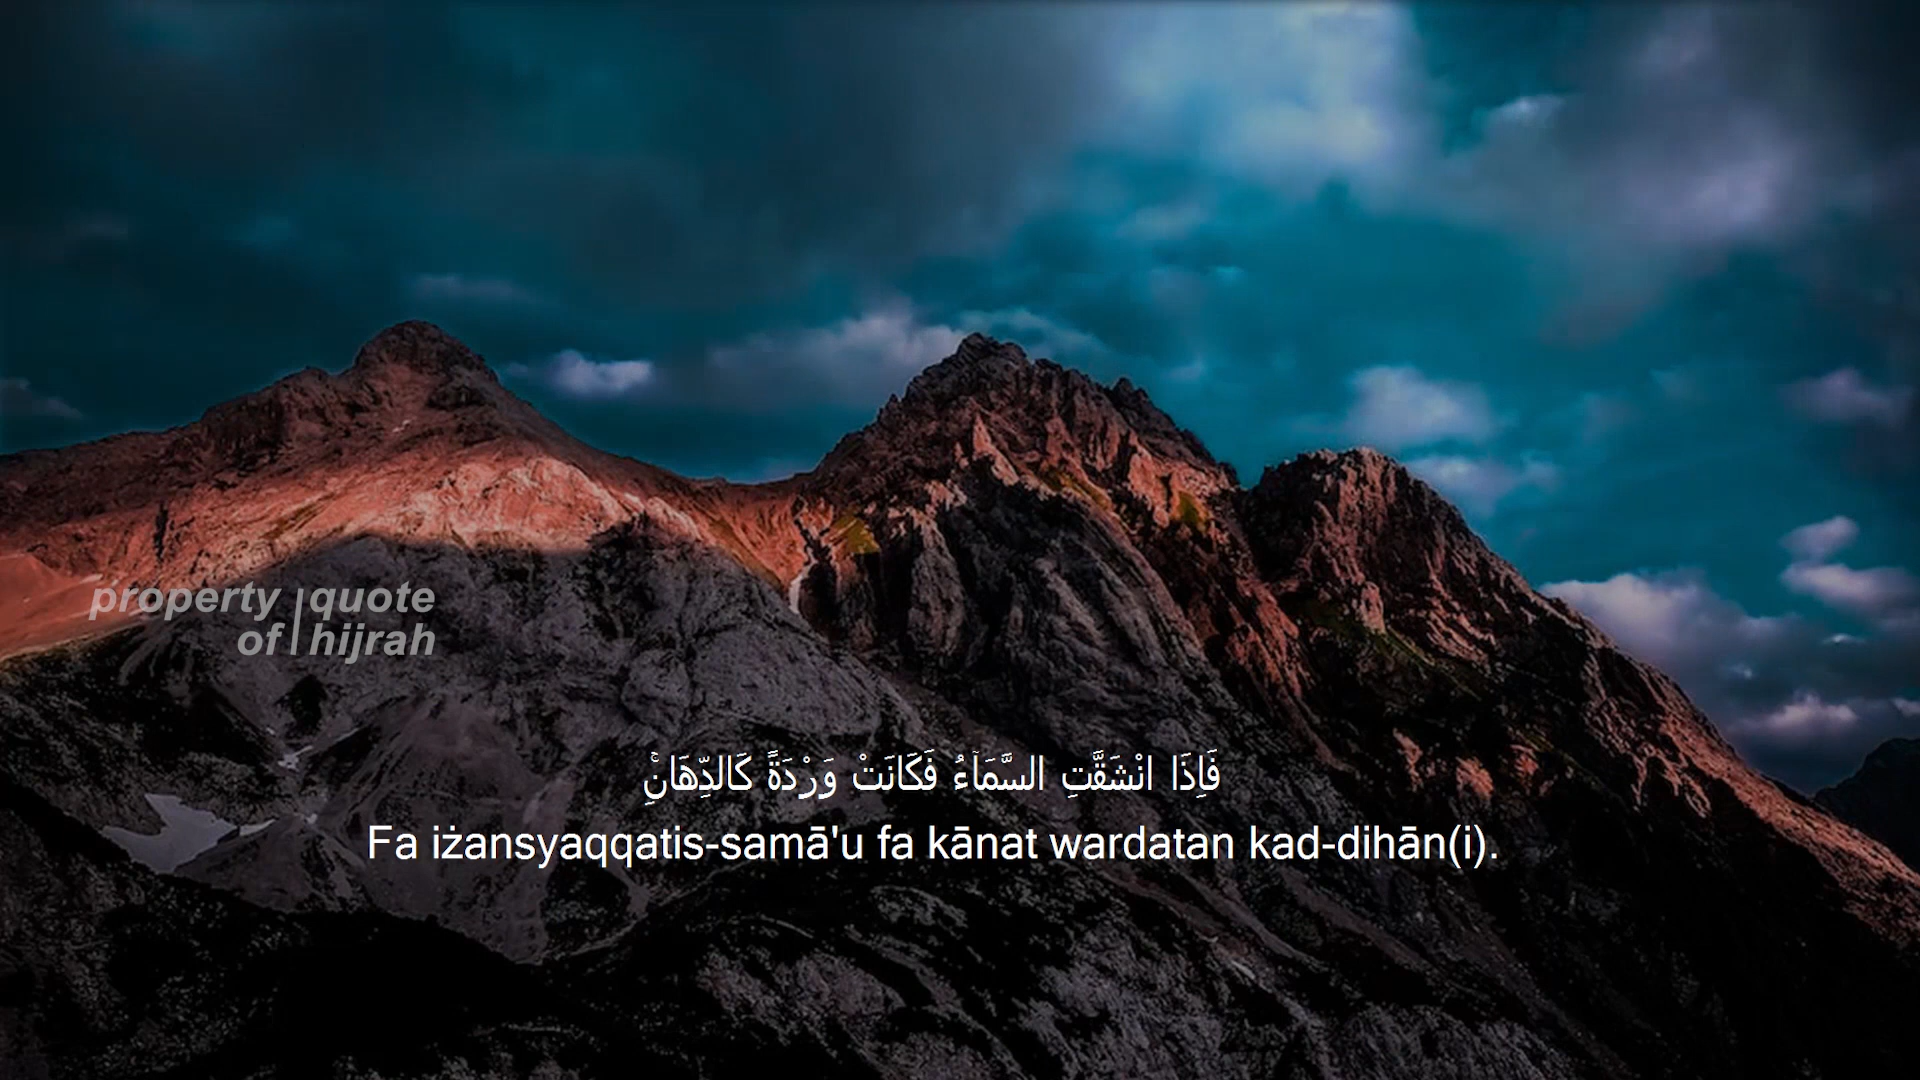 property | quote
of | hijrah
فَاِذَا انْشَقَّتِ السَّمَاۤءُ فَكَانَتْ وَرْدَةً كَالدِّهَانِۚ
Fa iżansyaqqatis-samā'u fa kānat wardatan kad-dihān(i).